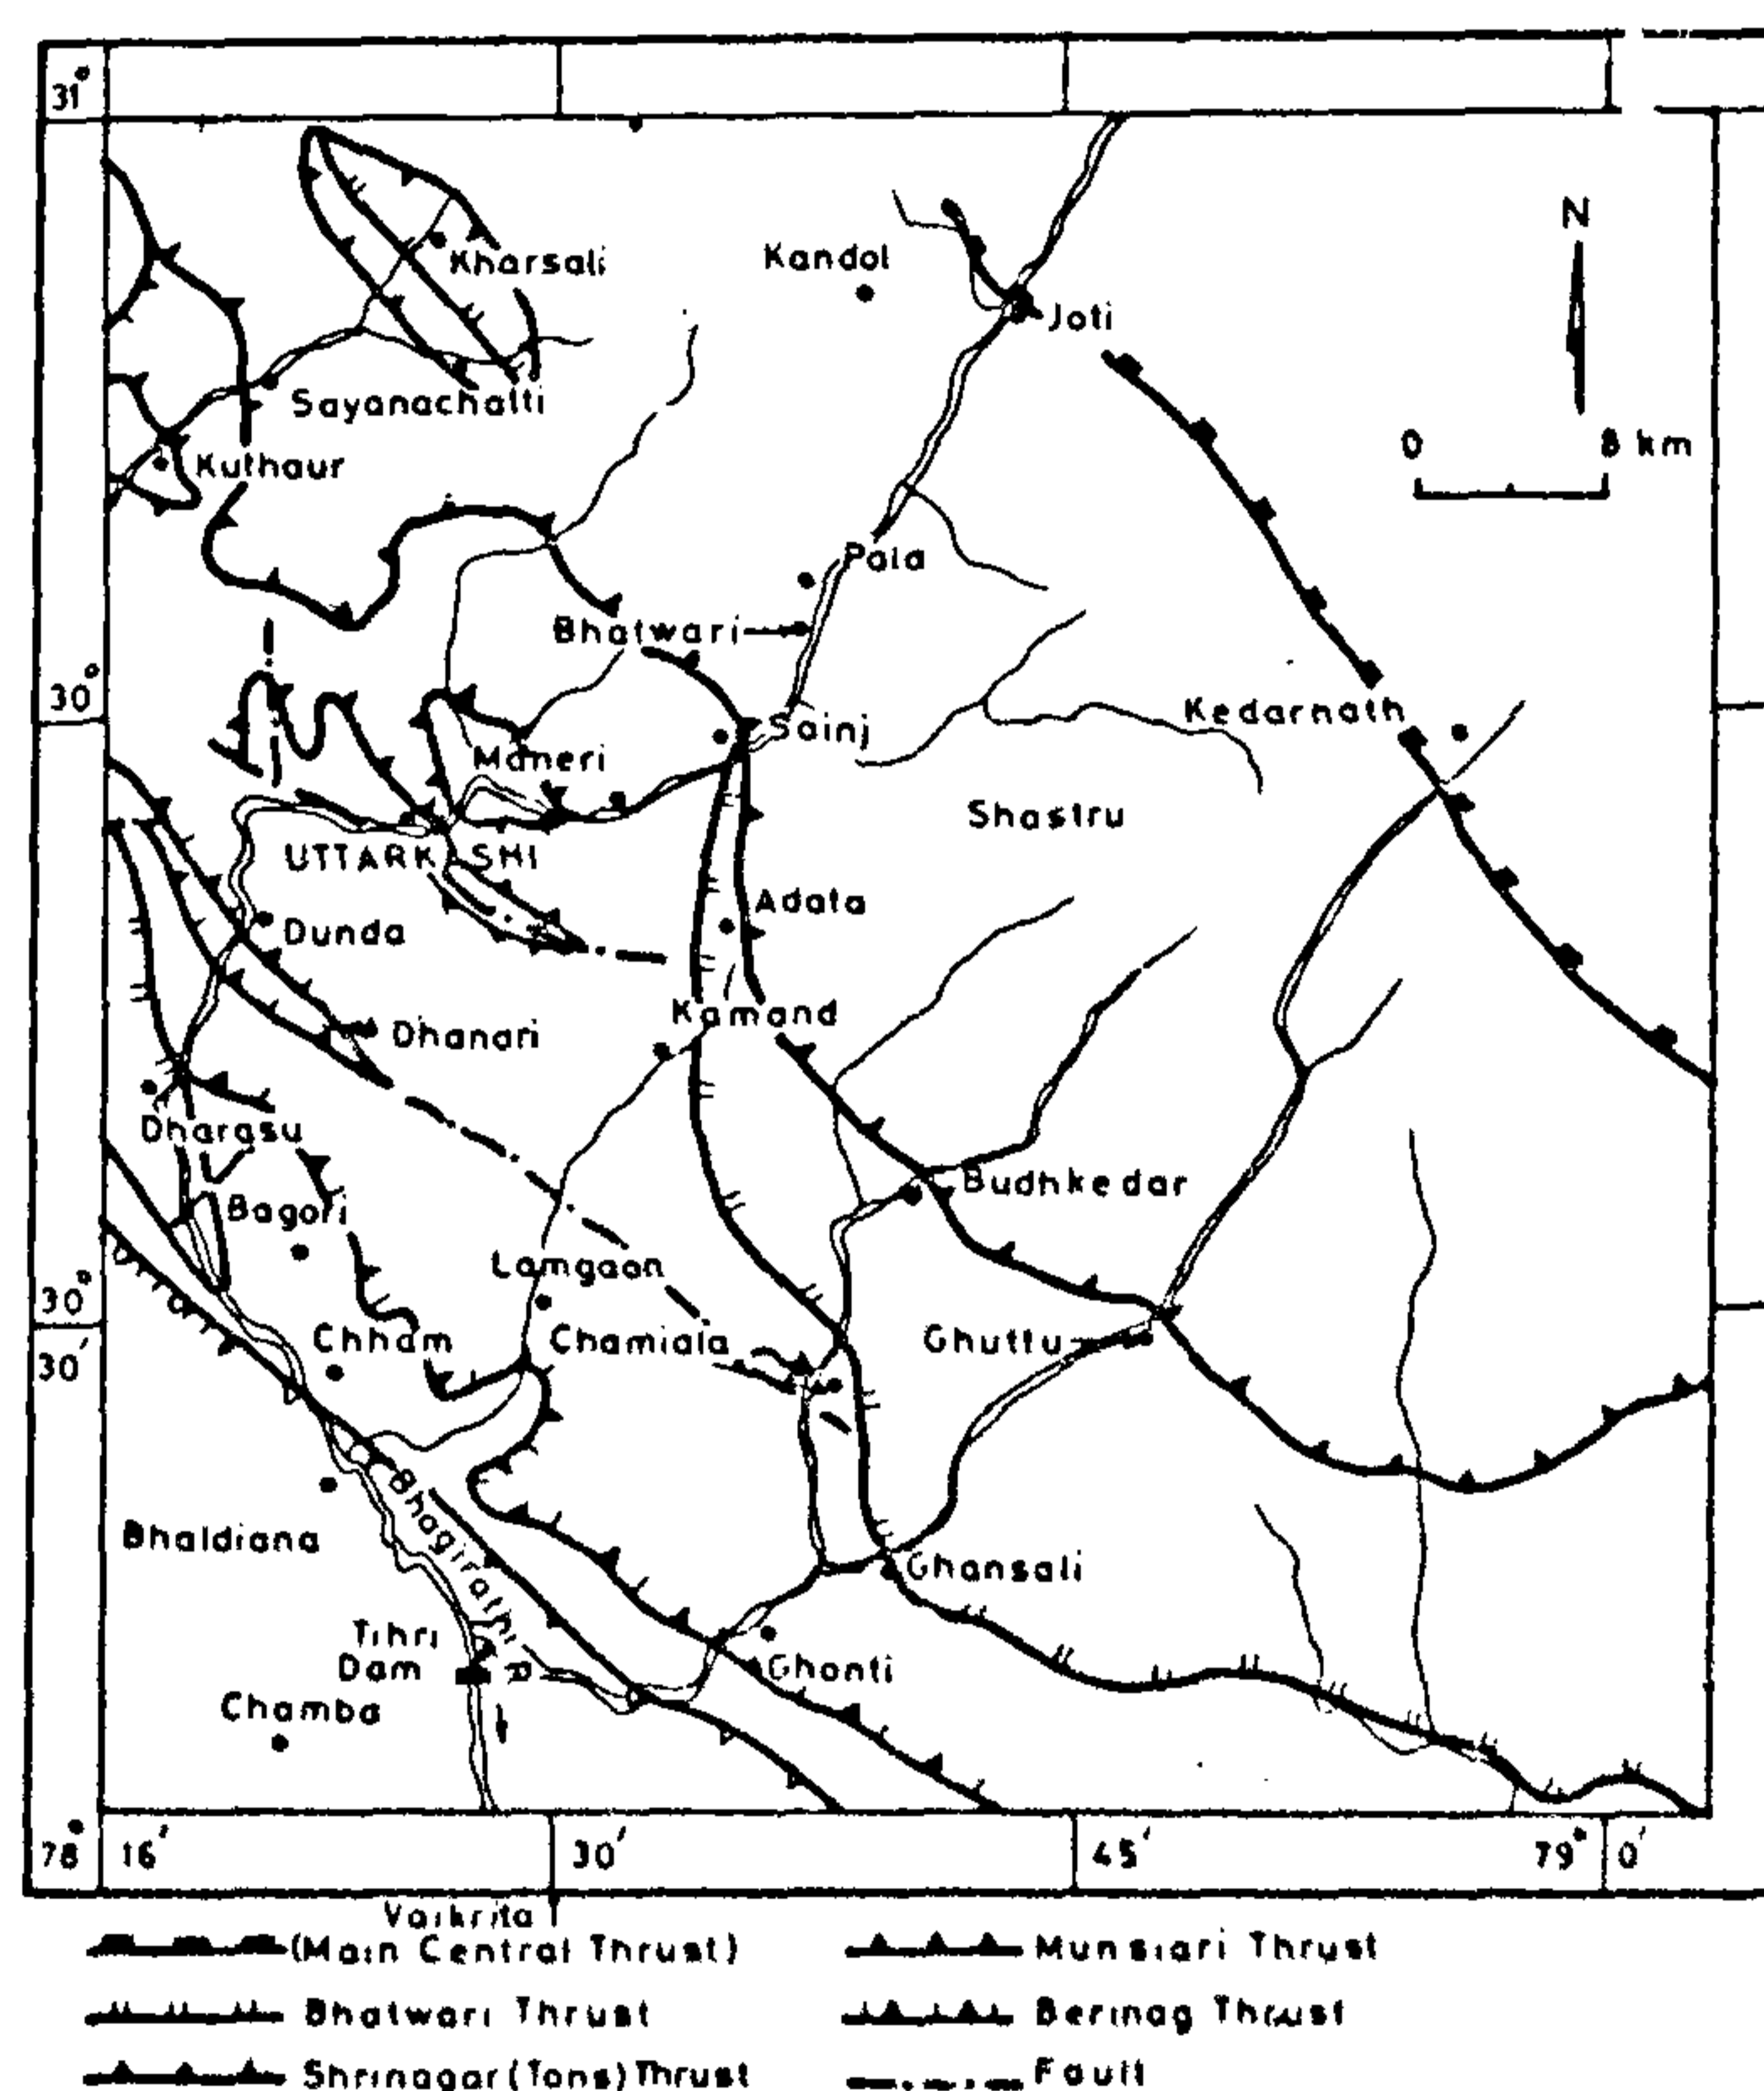 31°
N
Kharsali
Kandol
Joti
Sayanachatti
0 8 km
Kuthaur
Pala
Bhatwari
30°
Kedarnath
Sainj
Maneri
Shastru
UTTARK SHI
Adata
Dunda
Kamand
Dhanari
Dharasu
Budhkedar
Bagori
Lamgaon
30°
30'
Chham
Chamiala
Ghuttu
Bhagirathi R
Bhaldiana
Ghansali
Tihri
Dam
Ghonti
Chamba
78° 16' 30' 45' 79° 0'
Vaikrita
(Main Central Thrust)
Munsiari Thrust
Bhatwari Thrust
Berinag Thrust
Shrinagar (Tons) Thrust
Fault